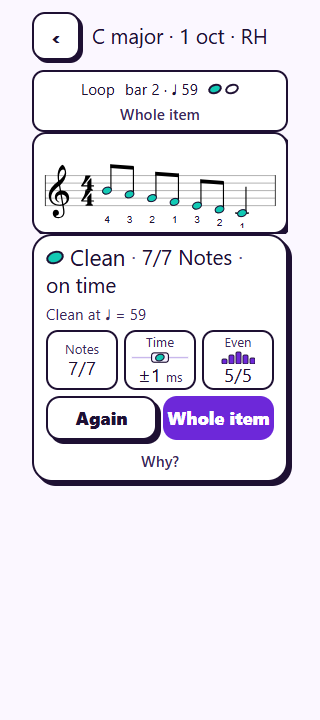 ‹ C major · 1 oct · RH
Loop bar 2 · ♩ 59
Whole item
4 4
4 3 2 1 3 2 1
Clean · 7/7 Notes ·
on time
Clean at ♩ = 59
Notes Time Even
7/7 ±1 ms 5/5
Again Whole item
Why?